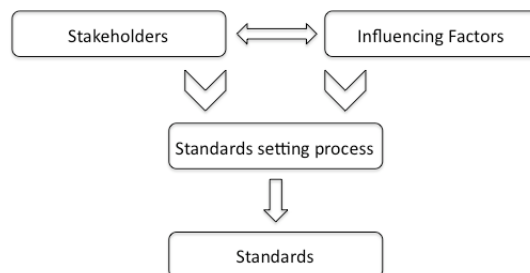 Stakeholders
Influencing Factors
Standards setting process
Standards